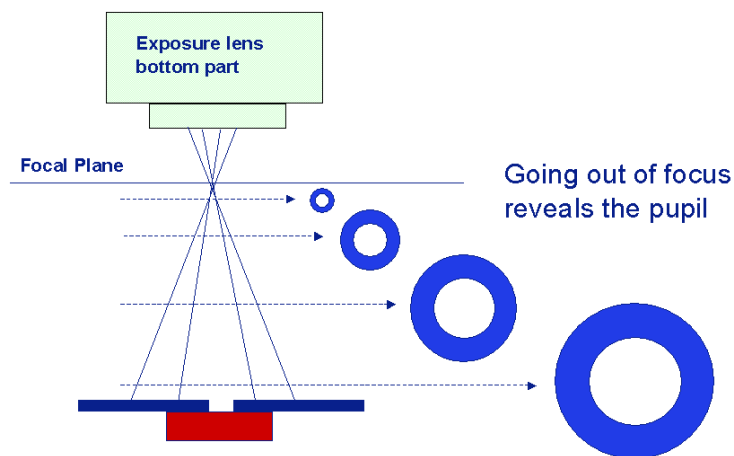 Exposure lens
bottom part
Focal Plane
Going out of focus
reveals the pupil